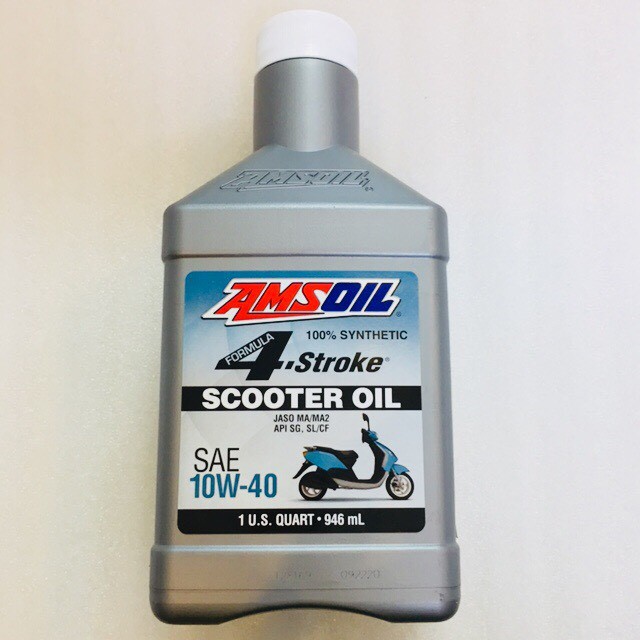 AMSOIL
AMSOIL®
100% SYNTHETIC
FORMULA
4-Stroke®
SCOOTER OIL
JASO MA/MA2
API SG, SL/CF
SAE
10W-40
1 U.S. QUART • 946 mL